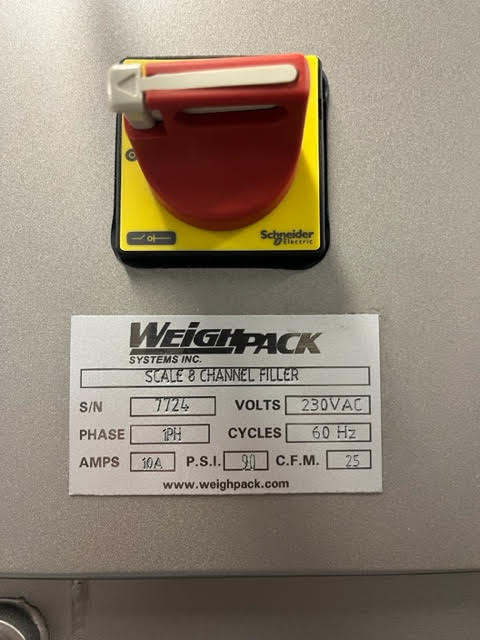 Schneider
Electric
WEIGHPACK
SYSTEMS INC.
SCALE 8 CHANNEL FILLER
S/N 7724 VOLTS 230VAC
PHASE 1PH CYCLES 60 Hz
AMPS 10A P.S.I. 90 C.F.M. 25
www.weighpack.com